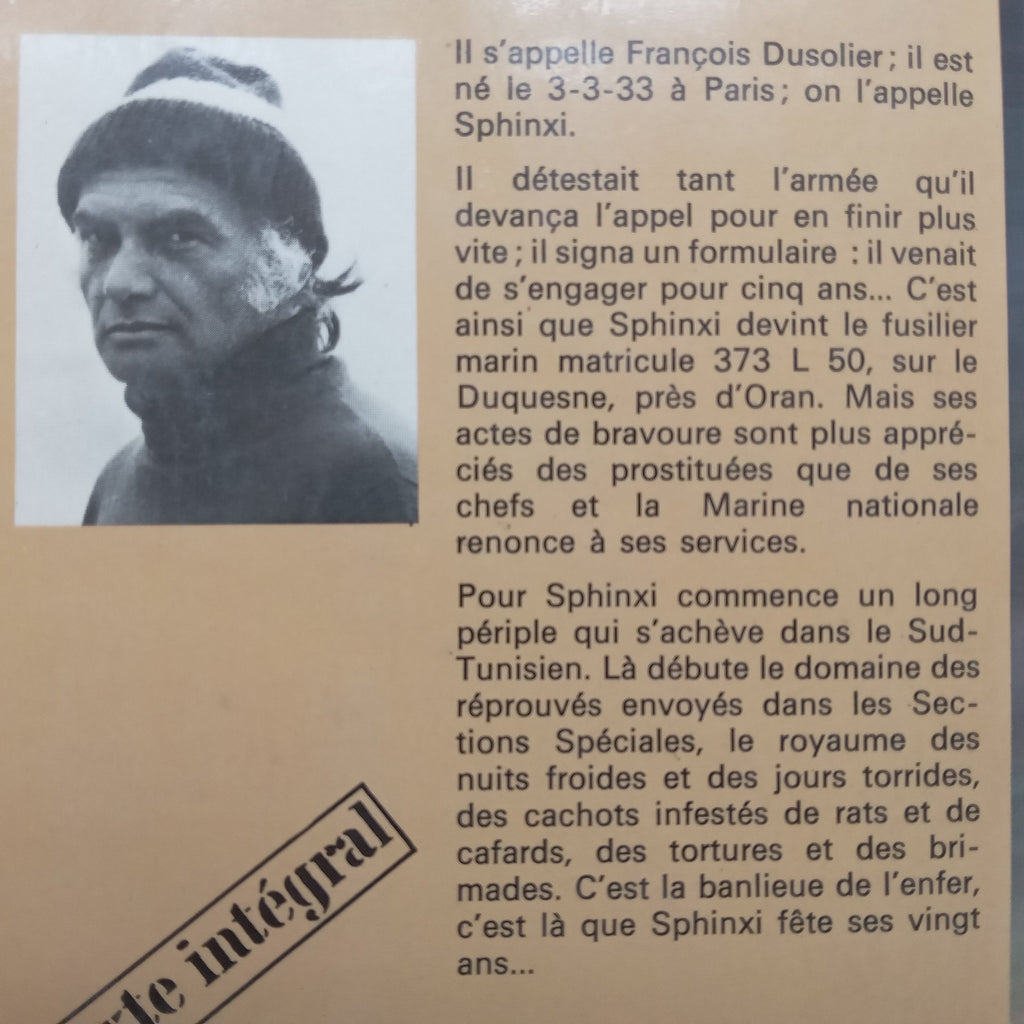 Il s'appelle François Dusolier ; il est
né le 3-3-33 à Paris ; on l'appelle
Sphinxi.
Il détestait tant l'armée qu'il
devança l'appel pour en finir plus
vite ; il signa un formulaire : il venait
de s'engager pour cinq ans... C'est
ainsi que Sphinxi devint le fusilier
marin matricule 373 L 50, sur le
Duquesne, près d'Oran. Mais ses
actes de bravoure sont plus appré-
ciés des prostituées que de ses
chefs et la Marine nationale
renonce à ses services.
Pour Sphinxi commence un long
périple qui s'achève dans le Sud-
Tunisien. Là débute le domaine des
réprouvés envoyés dans les Sec-
tions Spéciales, le royaume des
nuits froides et des jours torrides,
des cachots infestés de rats et de
cafards, des tortures et des bri-
mades. C'est la banlieue de l'enfer,
c'est là que Sphinxi fête ses vingt
ans...
intégral